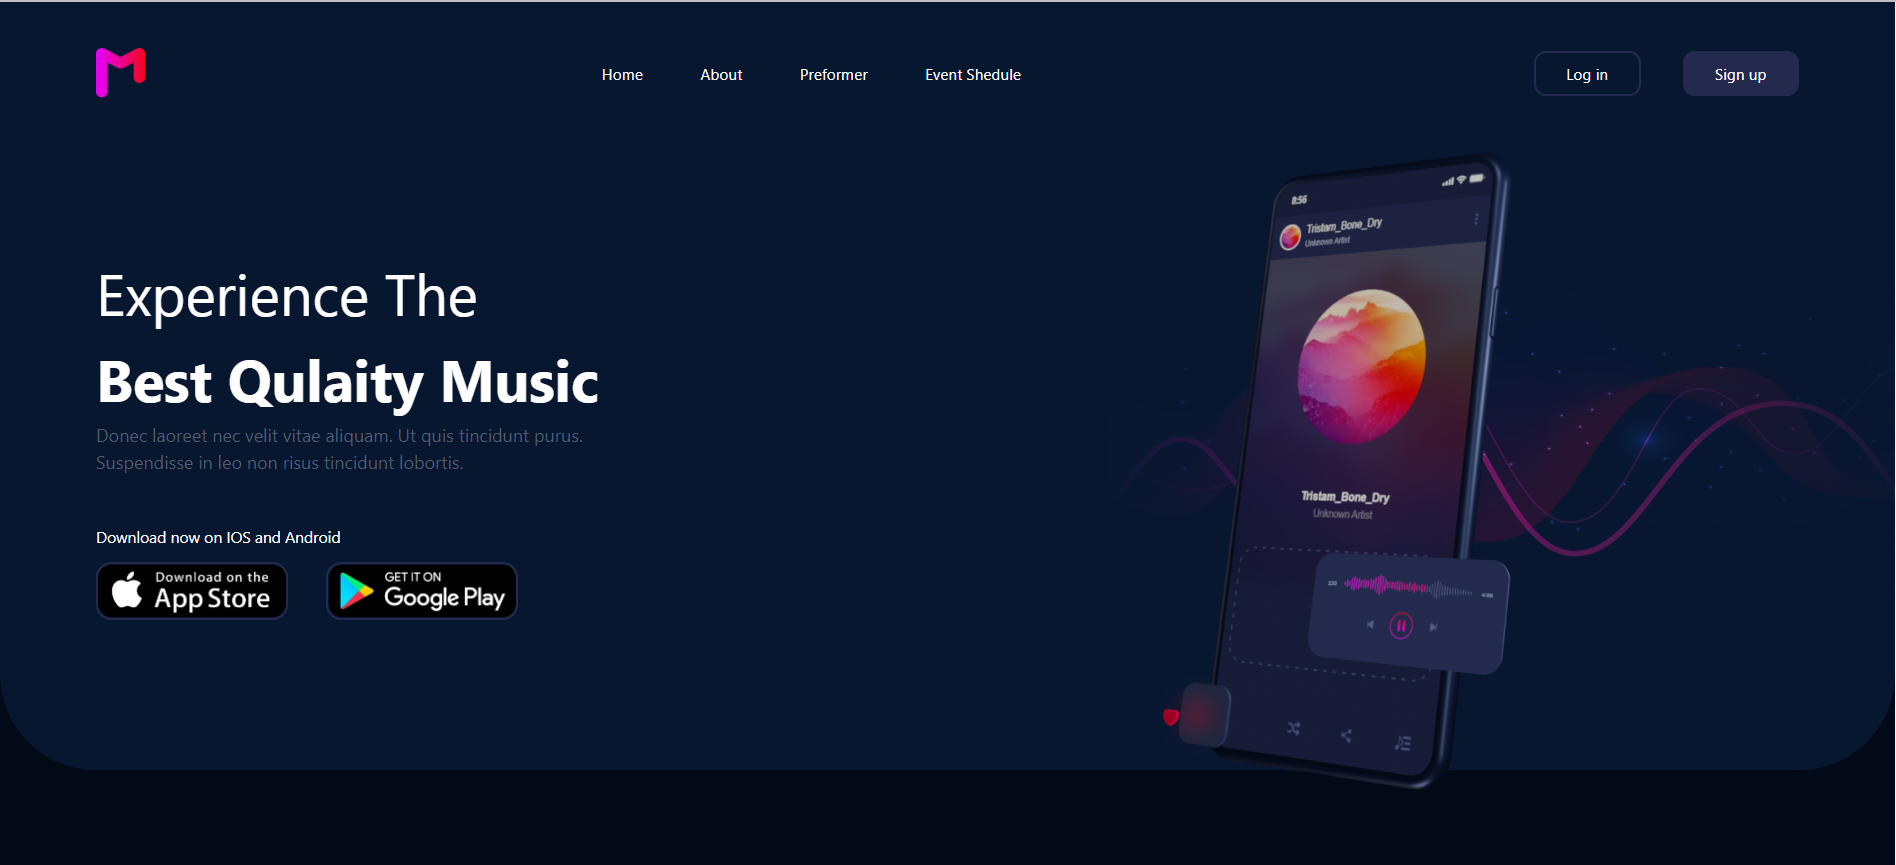 Home About Preformer Event Shedule Log in Sign up
Experience The
Best Qulaity Music
Donec laoreet nec velit vitae aliquam. Ut quis tincidunt purus.
Suspendisse in leo non risus tincidunt lobortis.
Download now on IOS and Android
Download on the
App Store
GET IT ON
Google Play
8:56
Tristam_Bone_Dry
Unknown Artist
Tristam_Bone_Dry
Unknown Artist